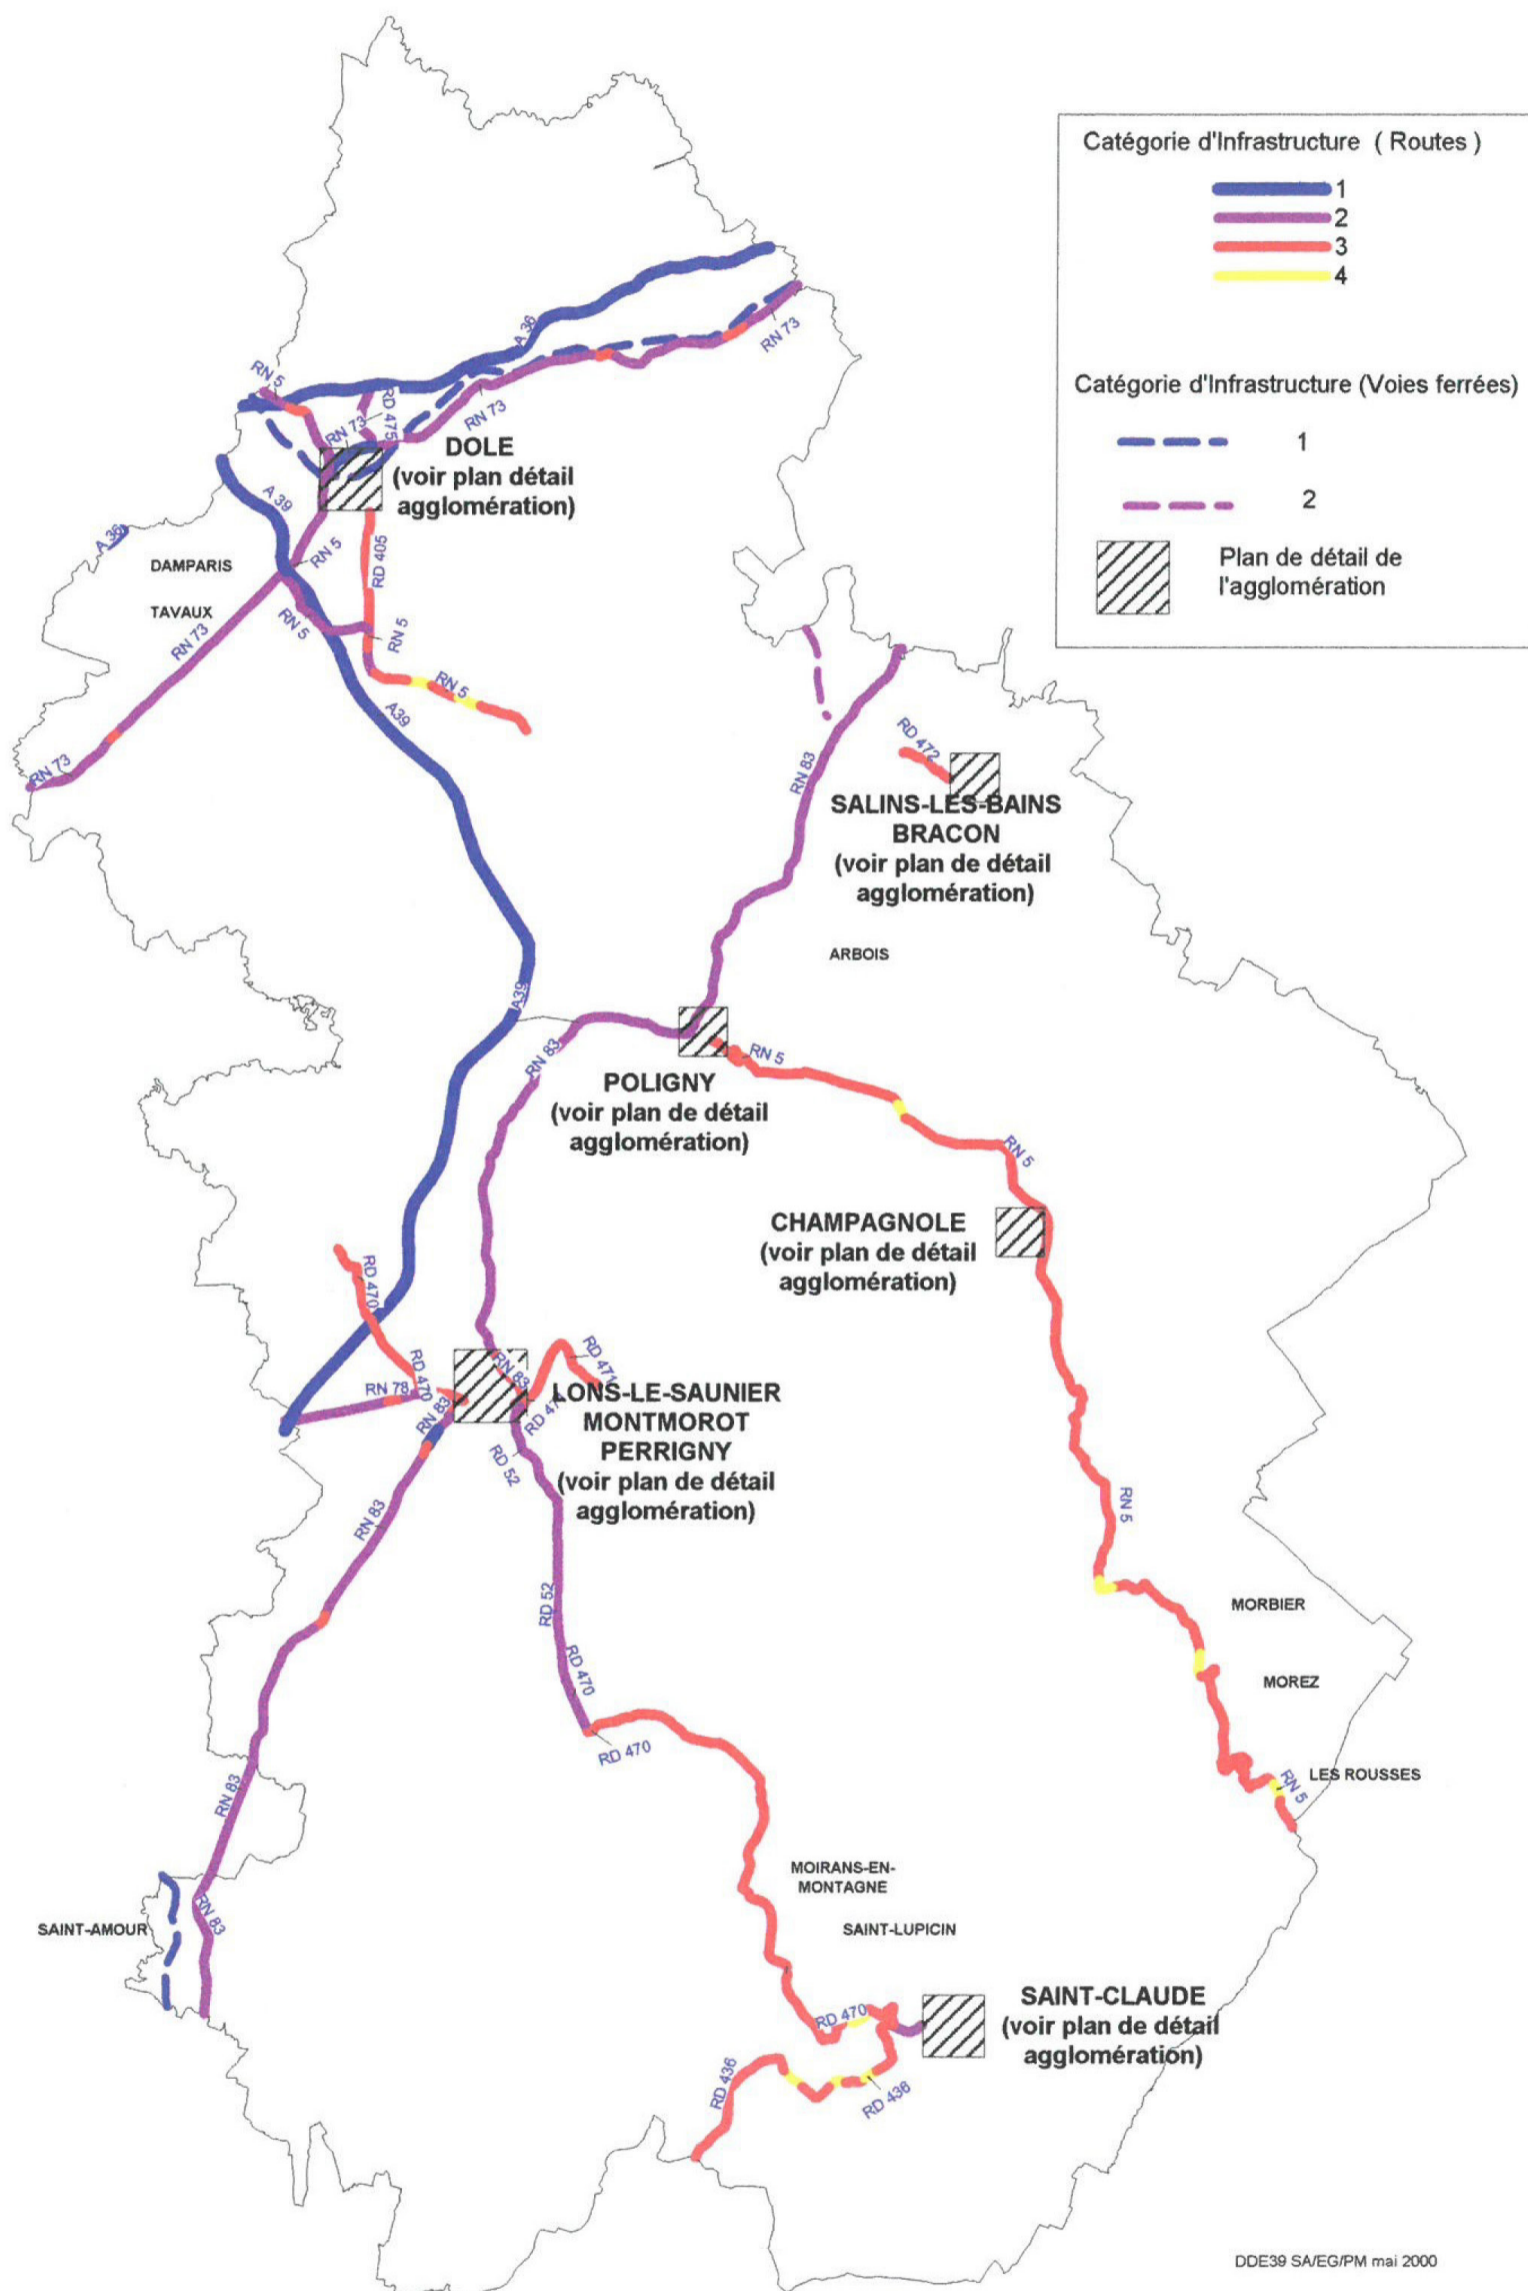 Catégorie d'Infrastructure ( Routes )
1
2
3
4
Catégorie d'Infrastructure (Voies ferrées)
1
2
Plan de détail de
l'agglomération
A 36
RN 73
RN 5
RD 475
RN 73
RN 73
DOLE
(voir plan détail
agglomération)
A 39
A 36
RN 5
RD 405
DAMPARIS
TAVAUX
RN 73
RN 5
RN 5
RN 5
A39
RN 73
RN 83
RD 472
SALINS-LES-BAINS
BRACON
(voir plan de détail
agglomération)
ARBOIS
A39
RN 83
RN 5
POLIGNY
(voir plan de détail
agglomération)
RN 5
CHAMPAGNOLE
(voir plan de détail
agglomération)
RD 470
RD 470
RN 78
RN 83
RN 83
RD 471
RD 471
LONS-LE-SAUNIER
MONTMOROT
PERRIGNY
(voir plan de détail
agglomération)
RD 52
RN 83
RN 5
RD 52
RD 470
RD 470
MORBIER
MOREZ
RN 5
LES ROUSSES
RN 83
RN 83
SAINT-AMOUR
MOIRANS-EN-
MONTAGNE
SAINT-LUPICIN
RD 470
SAINT-CLAUDE
(voir plan de détail
agglomération)
RD 436
RD 436
DDE39 SA/EG/PM mai 2000